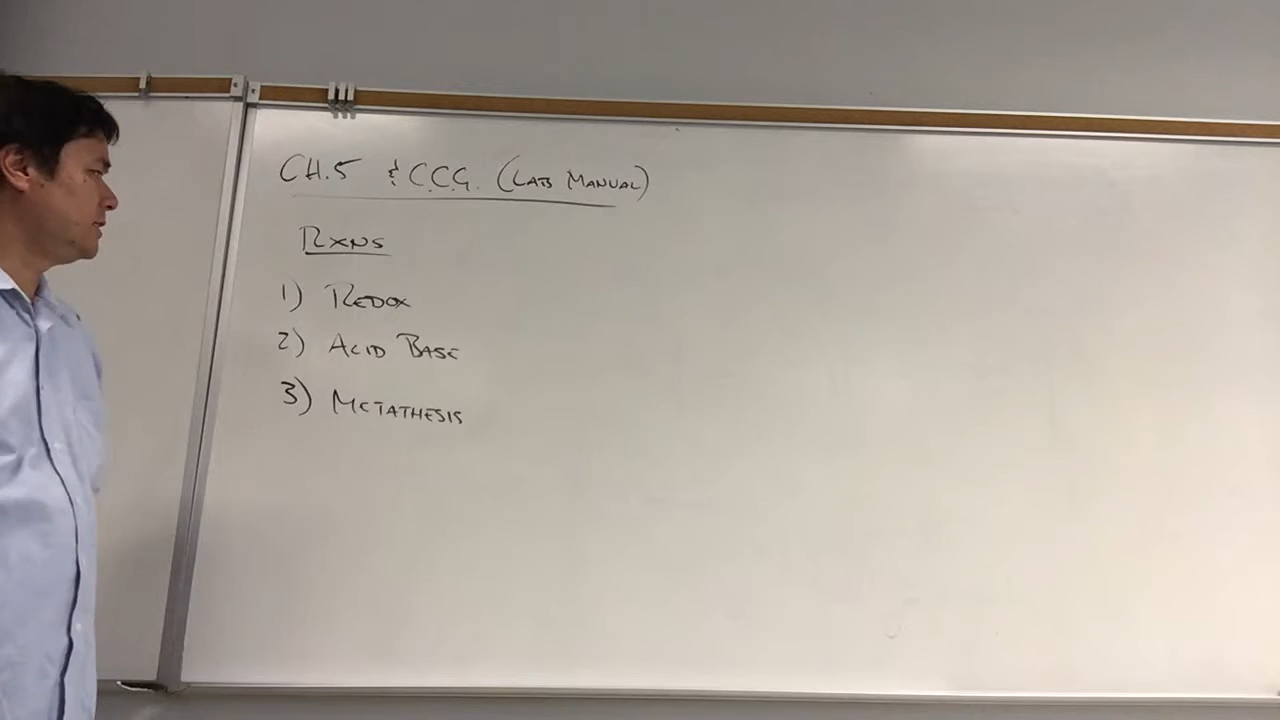 CH.5 & C.C.G. (LAB MANUAL)
RXNS
1) REDOX
2) ACID BASE
3) METATHESIS